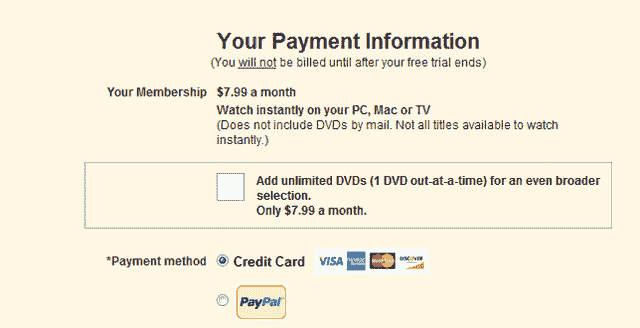 Your Payment Information
(You will not be billed until after your free trial ends)
Your Membership $7.99 a month
Watch instantly on your PC, Mac or TV
(Does not include DVDs by mail. Not all titles available to watch
instantly.)
Add unlimited DVDs (1 DVD out-at-a-time) for an even broader
selection.
Only $7.99 a month.
*Payment method Credit Card VISA DISCOVER
PayPal